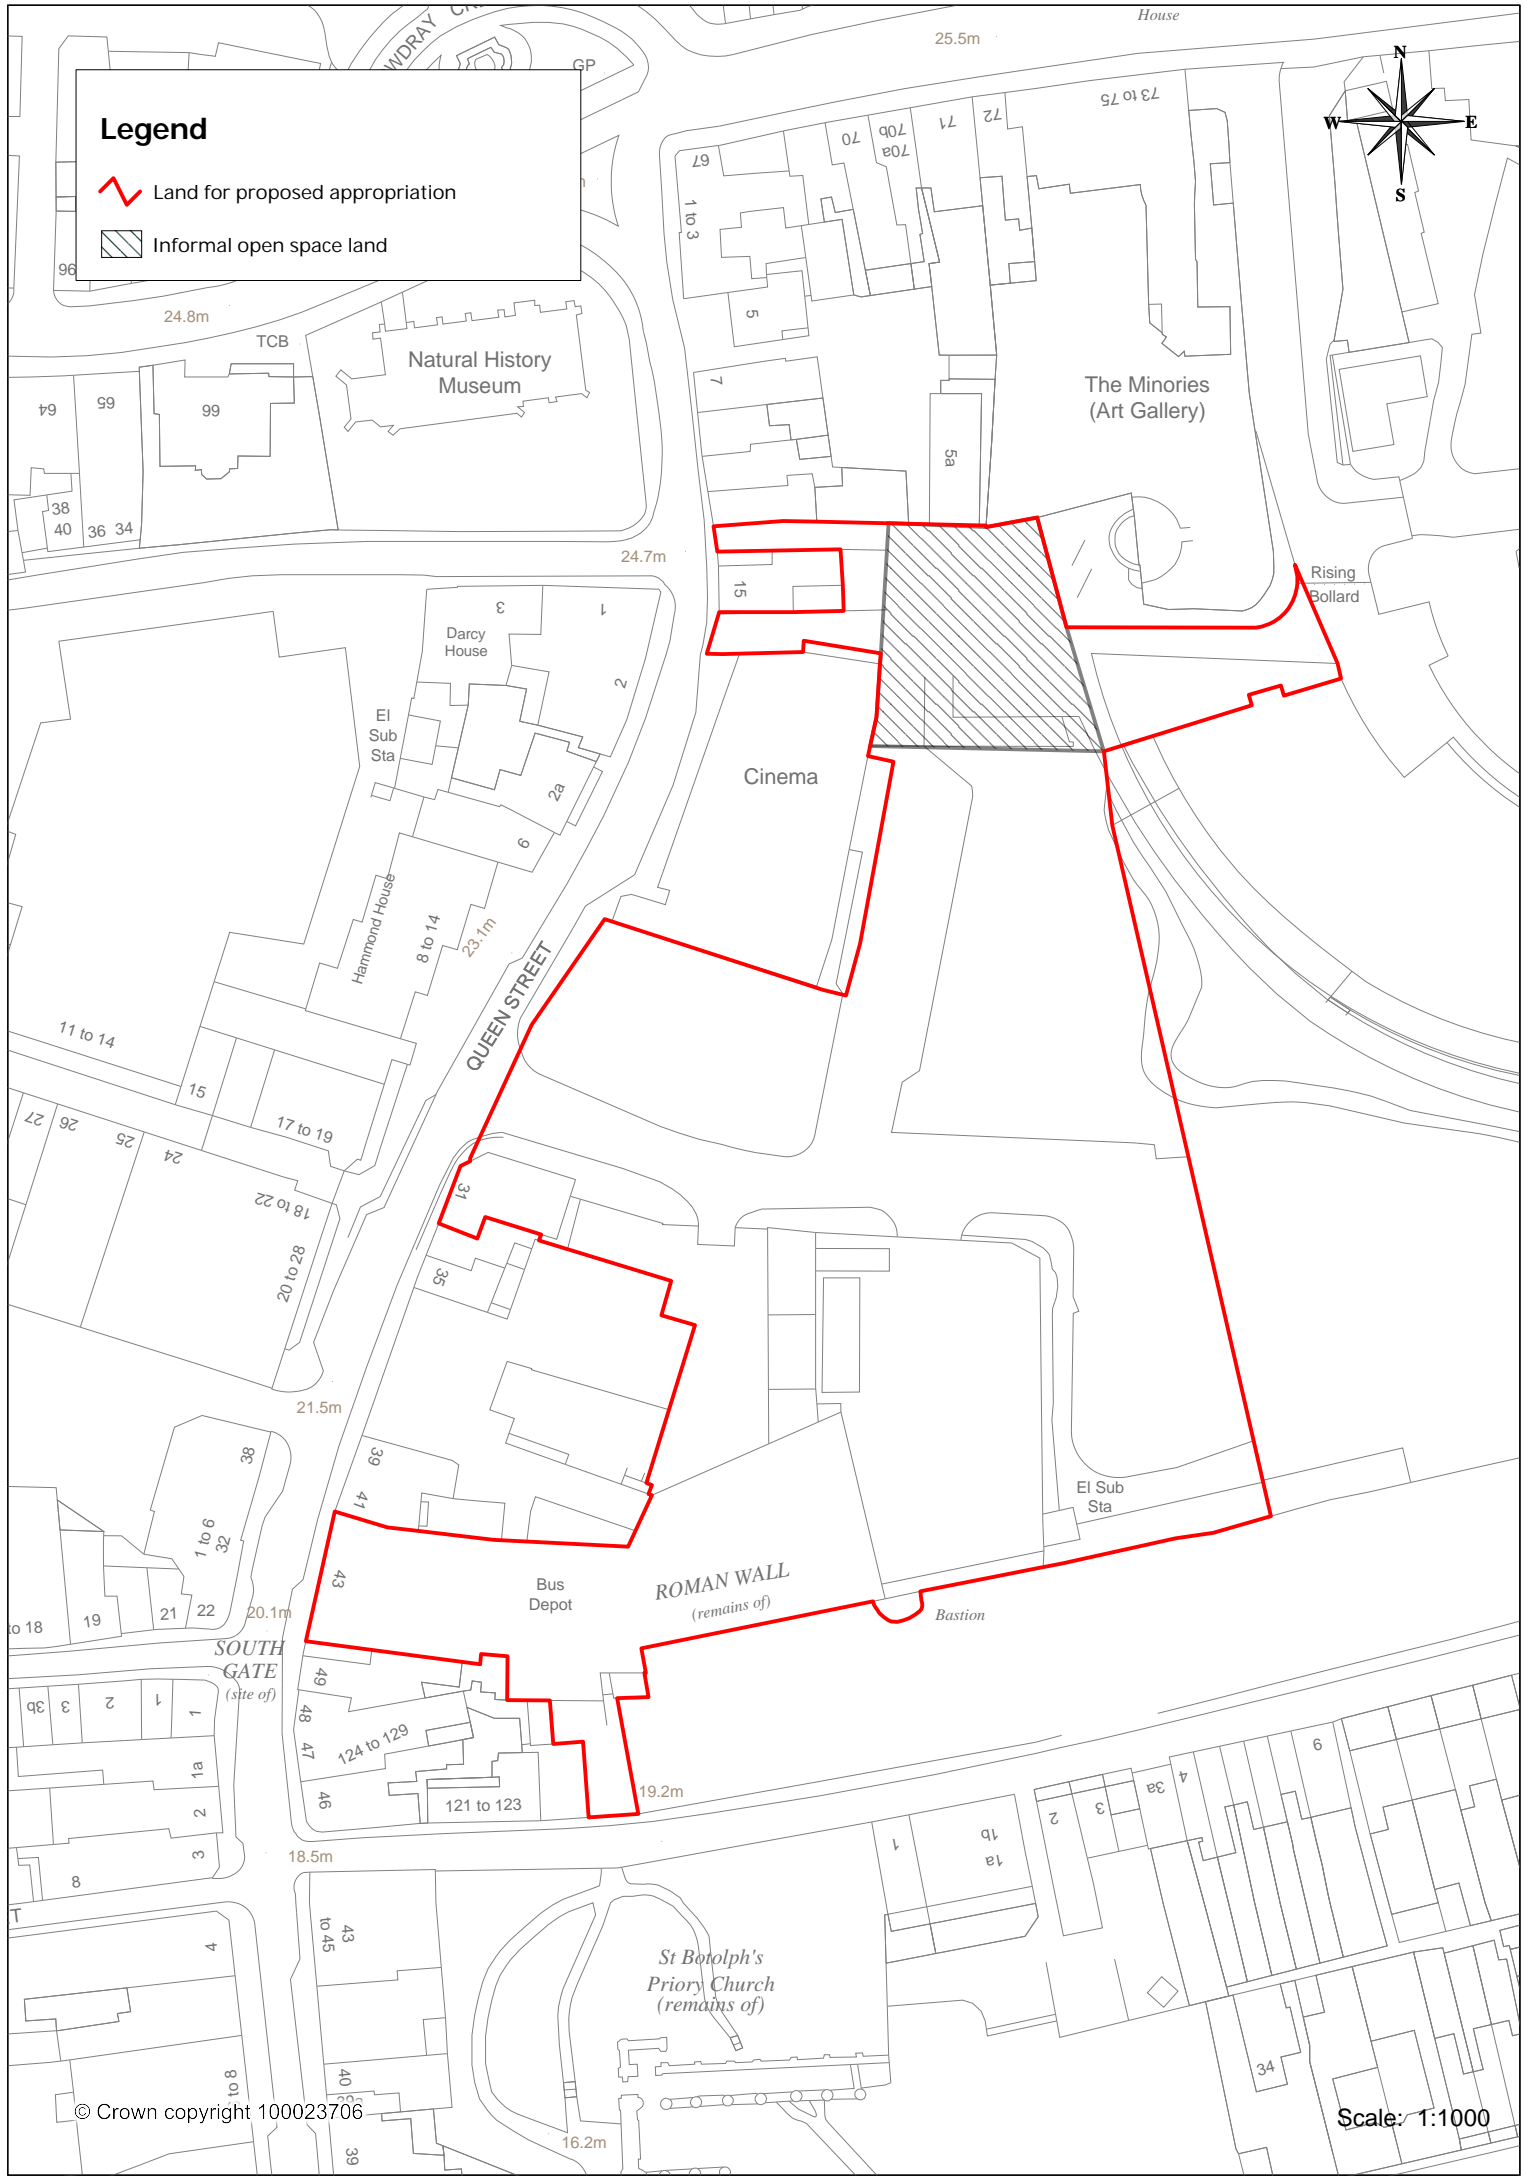 House
25.5m
GP
N
W
E
S
Legend
Land for proposed appropriation
Informal open space land
96
24.8m
TCB
64
65
66
Natural History
Museum
67
1 to 3
70
70b
70a
71
72
73 to 75
5
7
5a
The Minories
(Art Gallery)
38
40
36
34
24.7m
15
Rising
Bollard
3
1
Darcy
House
2
El
Sub
Sta
2a
Cinema
6
Hammond House
8 to 14
23.1m
QUEEN STREET
11 to 14
15
17 to 19
27
26
25
24
18 to 22
20 to 28
31
35
21.5m
38
39
41
1 to 6
32
El Sub
Sta
43
Bus
Depot
ROMAN WALL
(remains of)
Bastion
to 18
19
21
22
20.1m
SOUTH
GATE
(site of)
49
48
47
46
124 to 129
121 to 123
19.2m
3b
3
2
1
1
1a
2
3
8
18.5m
1
1b
1a
2
3
3a
4
9
T
4
43
to 45
St Botolph's
Priory Church
(remains of)
34
to 8
40
39
16.2m
© Crown copyright 100023706
Scale: 1:1000